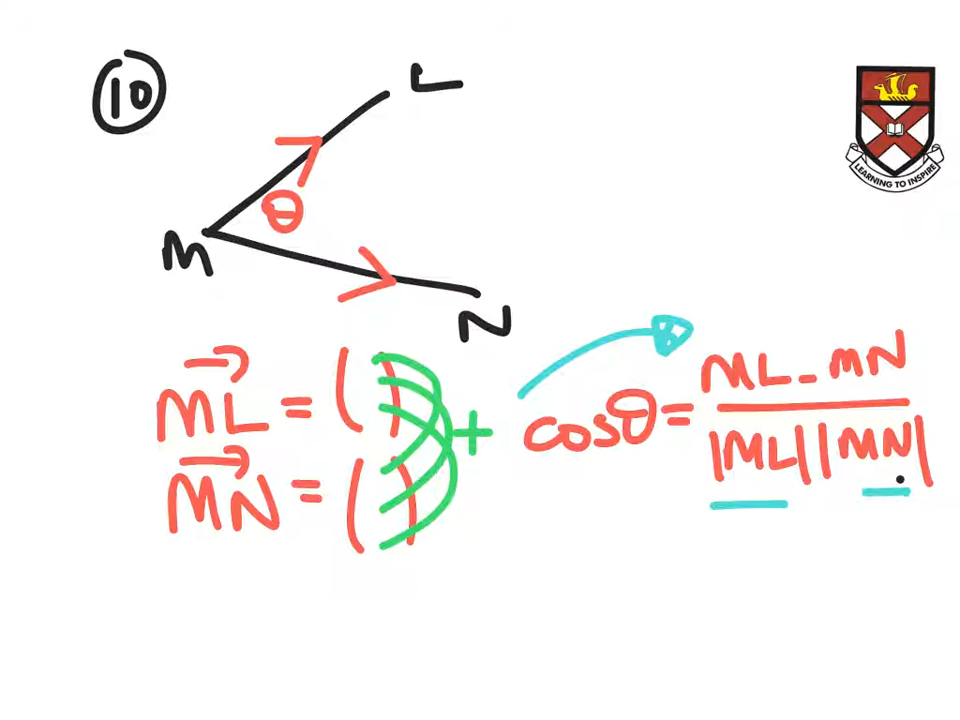 10
L
LEARNING TO INSPIRE
θ
M
N
ML = ( )
MN = ( )
+
cosθ = ML . MN
|ML| |MN|